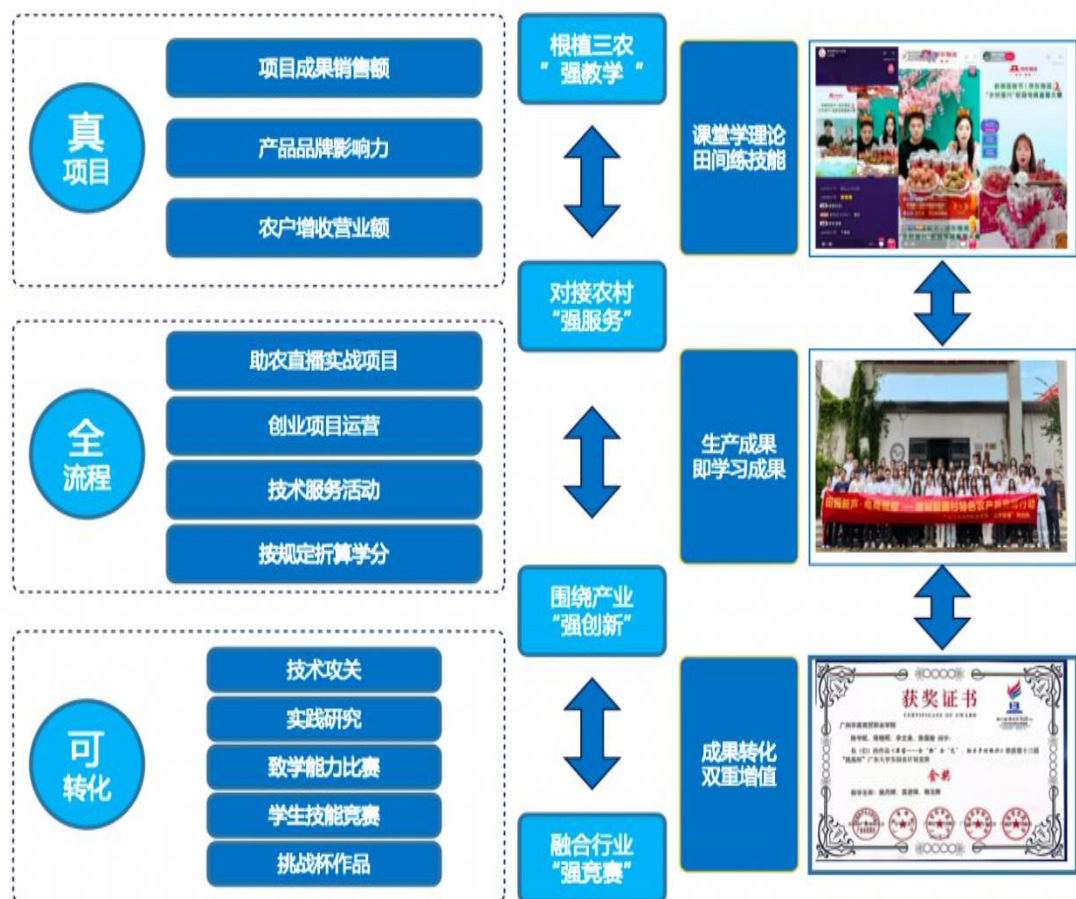 真
项目
项目成果销售额
产品品牌影响力
农户增收营业额
全
流程
助农直播实战项目
创业项目运营
技术服务活动
按规定折算学分
可
转化
技术攻关
实践研究
致学能力比赛
学生技能竞赛
挑战杯作品
根植三农
”强教学“
对接农村
“强服务”
围绕产业
“强创新”
融合行业
“强竞赛”
课堂学理论
田间练技能
生产成果
即学习成果
成果转化
双重增值
获奖证书
CERTIFICATE OF AWARD
金奖